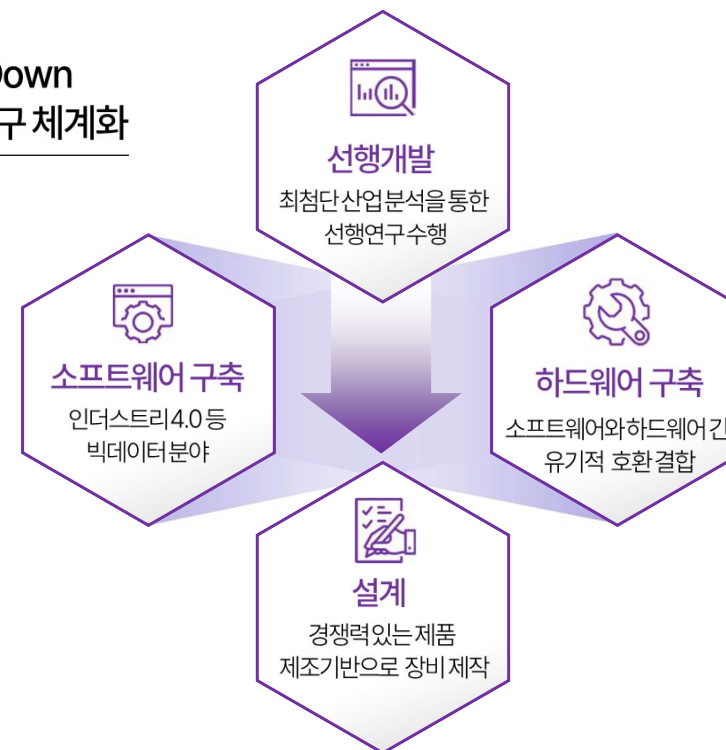 Down
구 체계화
선행개발
최첨단 산업 분석을 통한
선행연구 수행
소프트웨어 구축
인더스트리 4.0 등
빅데이터 분야
하드웨어 구축
소프트웨어와 하드웨어 간
유기적 호환 결합
설계
경쟁력 있는 제품
제조기반으로 장비 제작